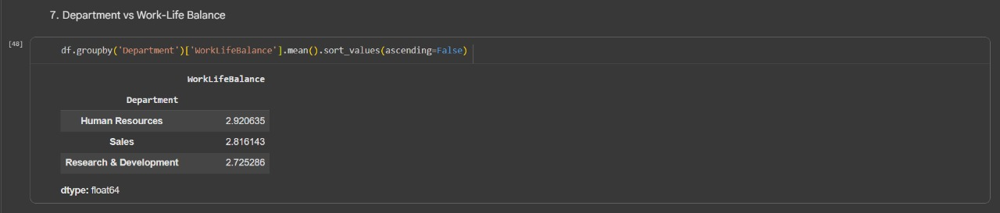 7. Department vs Work-Life Balance
[48]
df.groupby('Department')['WorkLifeBalance'].mean().sort_values(ascending=False)
WorkLifeBalance
Department
Human Resources 2.920635
Sales 2.816143
Research & Development 2.725286
dtype: float64